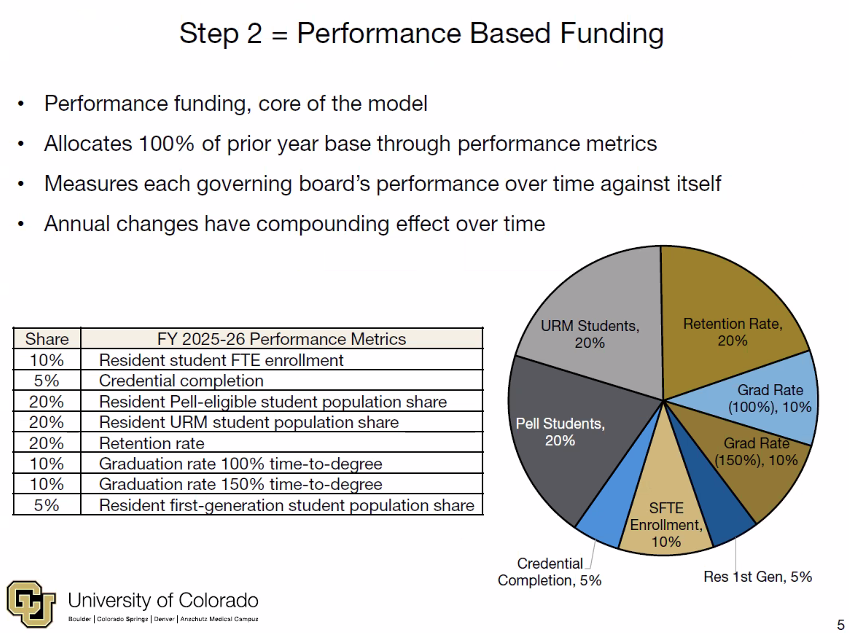 Step 2 = Performance Based Funding
• Performance funding, core of the model
• Allocates 100% of prior year base through performance metrics
• Measures each governing board's performance over time against itself
• Annual changes have compounding effect over time
Share FY 2025-26 Performance Metrics
10% Resident student FTE enrollment
5% Credential completion
20% Resident Pell-eligible student population share
20% Resident URM student population share
20% Retention rate
10% Graduation rate 100% time-to-degree
10% Graduation rate 150% time-to-degree
5% Resident first-generation student population share
URM Students,
20%
Retention Rate,
20%
Grad Rate
(100%), 10%
Pell Students,
20%
Grad Rate
(150%), 10%
SFTE
Enrollment,
10%
Credential
Completion, 5%
Res 1st Gen, 5%
CU
University of Colorado
Boulder | Colorado Springs | Denver | Anschutz Medical Campus
5